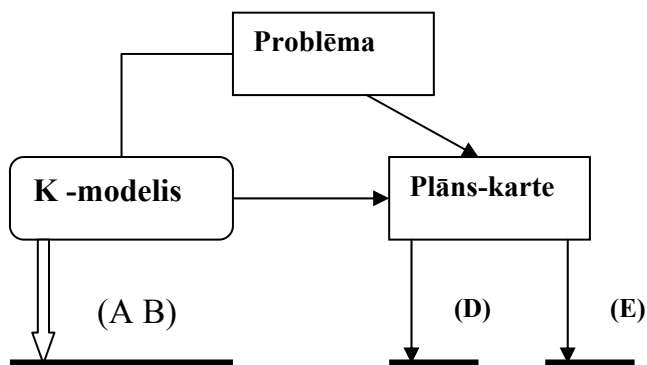 Problēma
K -modelis
Plāns-karte
(A B)
(D)
(E)